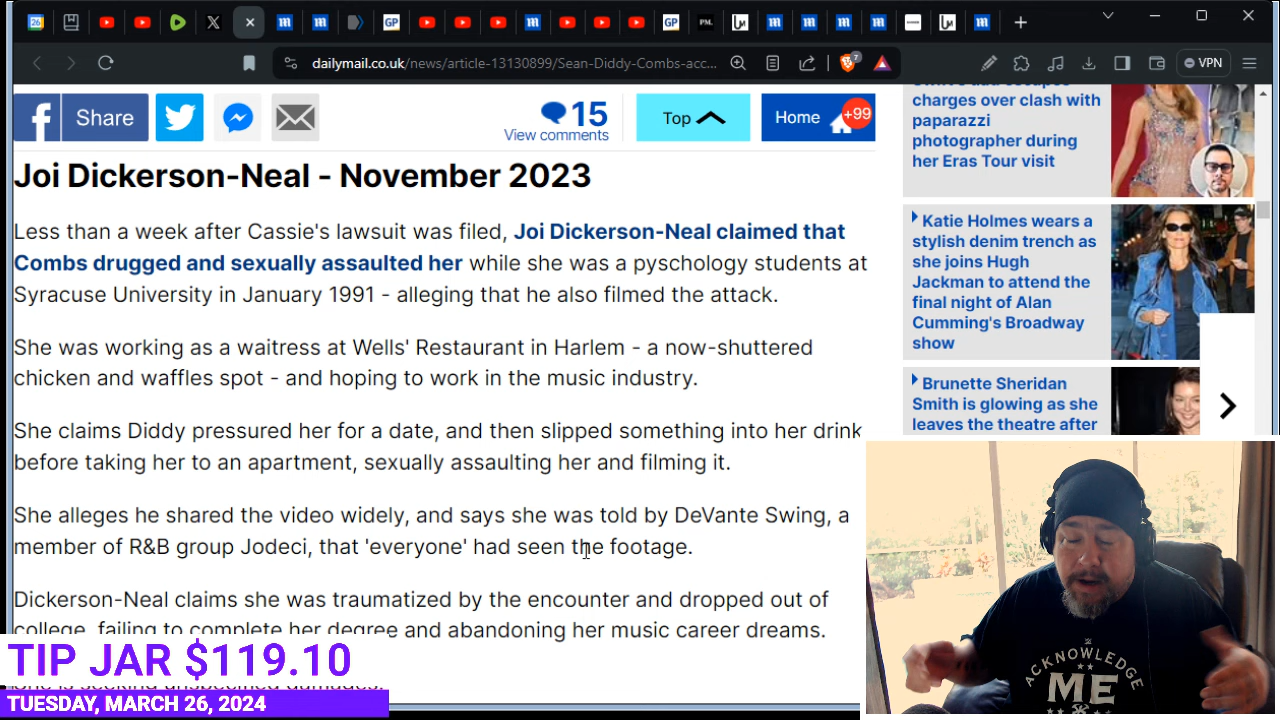 26
X
GP
GP
PM.
dailymail.co.uk/news/article-13130899/Sean-Diddy-Combs-acc...
7
VPN
Share
15
View comments
Top
Home
+99
Joi Dickerson-Neal - November 2023
Less than a week after Cassie's lawsuit was filed, Joi Dickerson-Neal claimed that
Combs drugged and sexually assaulted her while she was a pyschology students at
Syracuse University in January 1991 - alleging that he also filmed the attack.
She was working as a waitress at Wells' Restaurant in Harlem - a now-shuttered
chicken and waffles spot - and hoping to work in the music industry.
She claims Diddy pressured her for a date, and then slipped something into her drink
before taking her to an apartment, sexually assaulting her and filming it.
She alleges he shared the video widely, and says she was told by DeVante Swing, a
member of R&B group Jodeci, that 'everyone' had seen the footage.
Dickerson-Neal claims she was traumatized by the encounter and dropped out of
college, failing to complete her degree and abandoning her music career dreams.
She is seeking unspecified damages.
charges over clash with
paparazzi
photographer during
her Eras Tour visit
Katie Holmes wears a
stylish denim trench as
she joins Hugh
Jackman to attend the
final night of Alan
Cumming's Broadway
show
Brunette Sheridan
Smith is glowing as she
leaves the theatre after
ACKNOWLEDGE
ME
TIP JAR $119.10
TUESDAY, MARCH 26, 2024